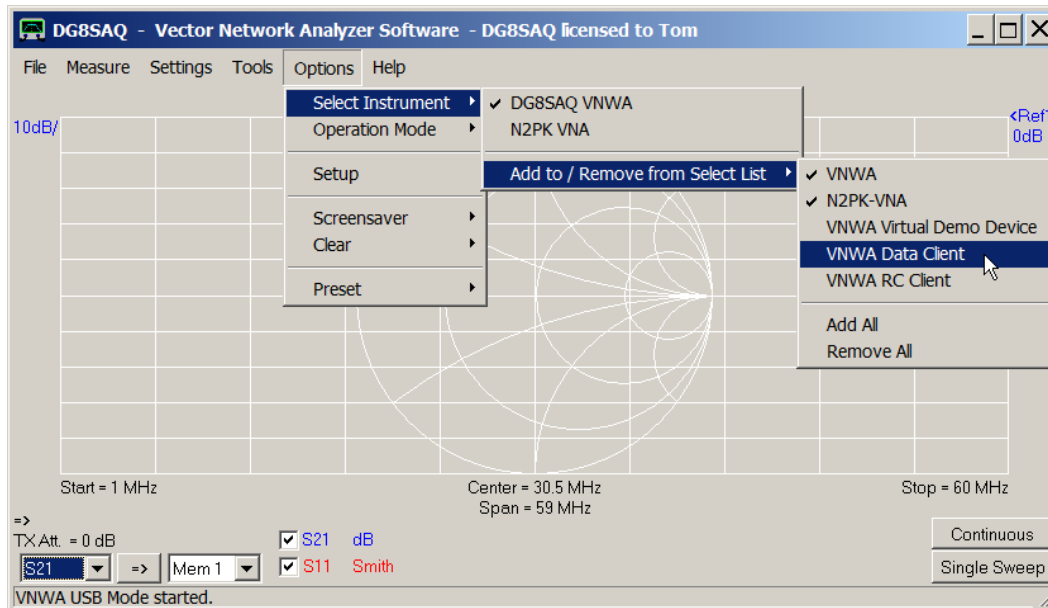 DG8SAQ - Vector Network Analyzer Software - DG8SAQ licensed to Tom
File Measure Settings Tools Options Help
Select Instrument
Operation Mode
Setup
Screensaver
Clear
Preset
DG8SAQ VNWA
N2PK VNA
Add to / Remove from Select List
VNWA
N2PK-VNA
VNWA Virtual Demo Device
VNWA Data Client
VNWA RC Client
Add All
Remove All
10dB/
<Ref1
0dB
Start = 1 MHz
Center = 30.5 MHz
Span = 59 MHz
Stop = 60 MHz
=>
TX Att. = 0 dB
S21 => Mem 1
S21 dB
S11 Smith
Continuous
Single Sweep
VNWA USB Mode started.